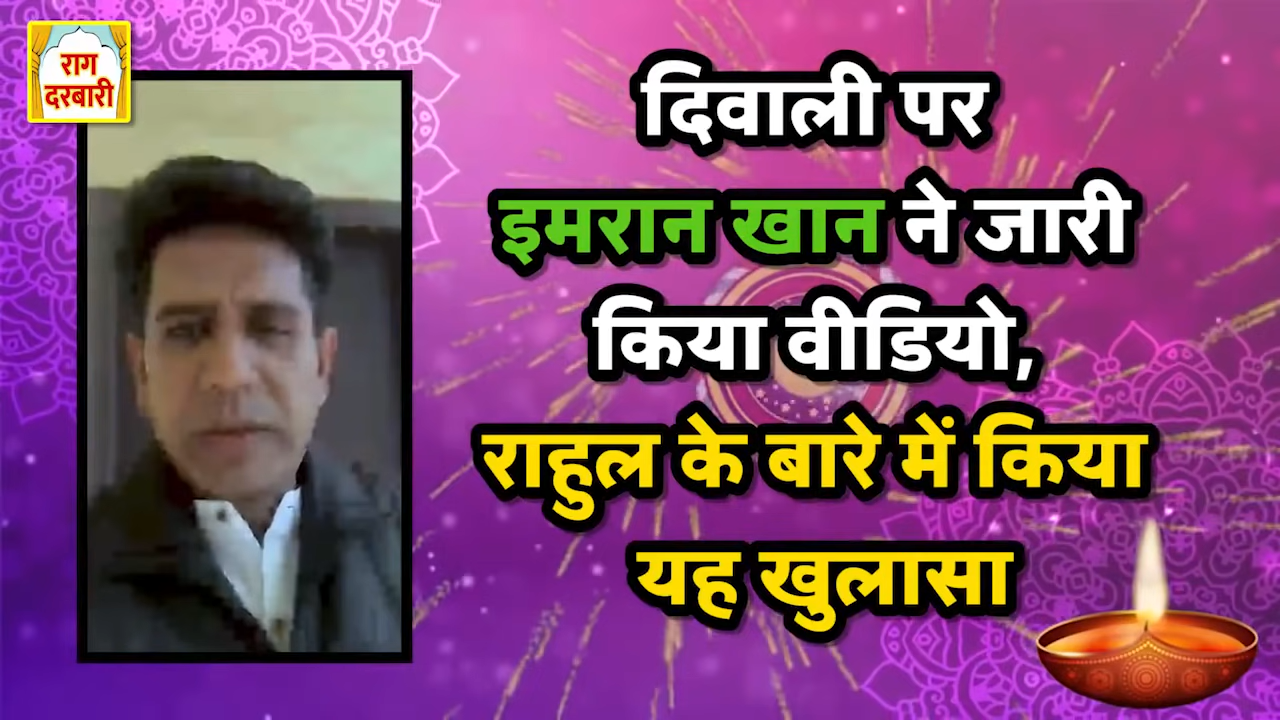 राग
दरबारी
दिवाली पर
इमरान खान ने जारी
किया वीडियो,
राहुल के बारे में किया
यह खुलासा